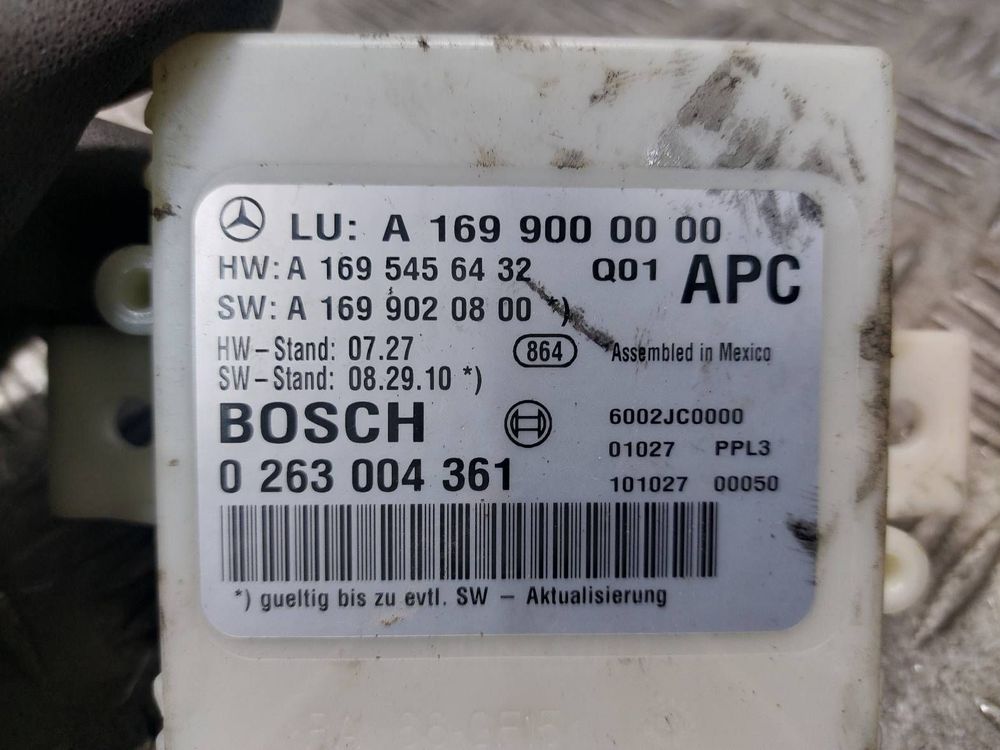 LU: A 169 900 00 00
HW: A 169 545 64 32 Q01 APC
SW: A 169 902 08 00 *)
HW-Stand: 07.27 864 Assembled in Mexico
SW-Stand: 08.29.10 *)
BOSCH 6002JC0000
01027 PPL3
0 263 004 361 101027 00050
*) gueltig bis zu evtl. SW - Aktualisierung